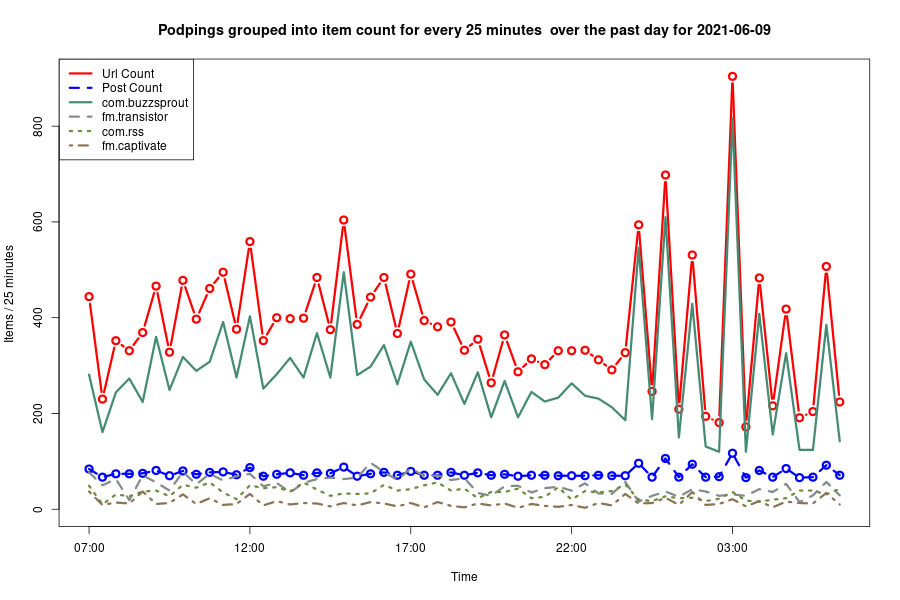 Podpings grouped into item count for every 25 minutes  over the past day for 2021-06-09
Url Count
Post Count
com.buzzsprout
fm.transistor
com.rss
fm.captivate
Items / 25 minutes
800
600
400
200
0
07:00 12:00 17:00 22:00 03:00
Time